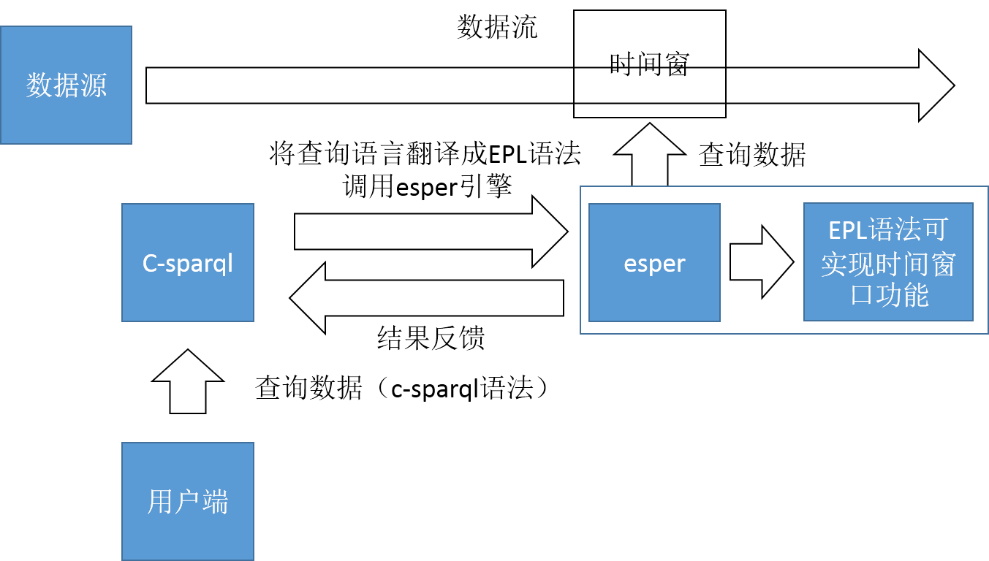 数据流
时间窗
数据源
将查询语言翻译成EPL语法
调用esper引擎
查询数据
C-sparql
esper
EPL语法可
实现时间窗
口功能
结果反馈
查询数据（c-sparql语法）
用户端